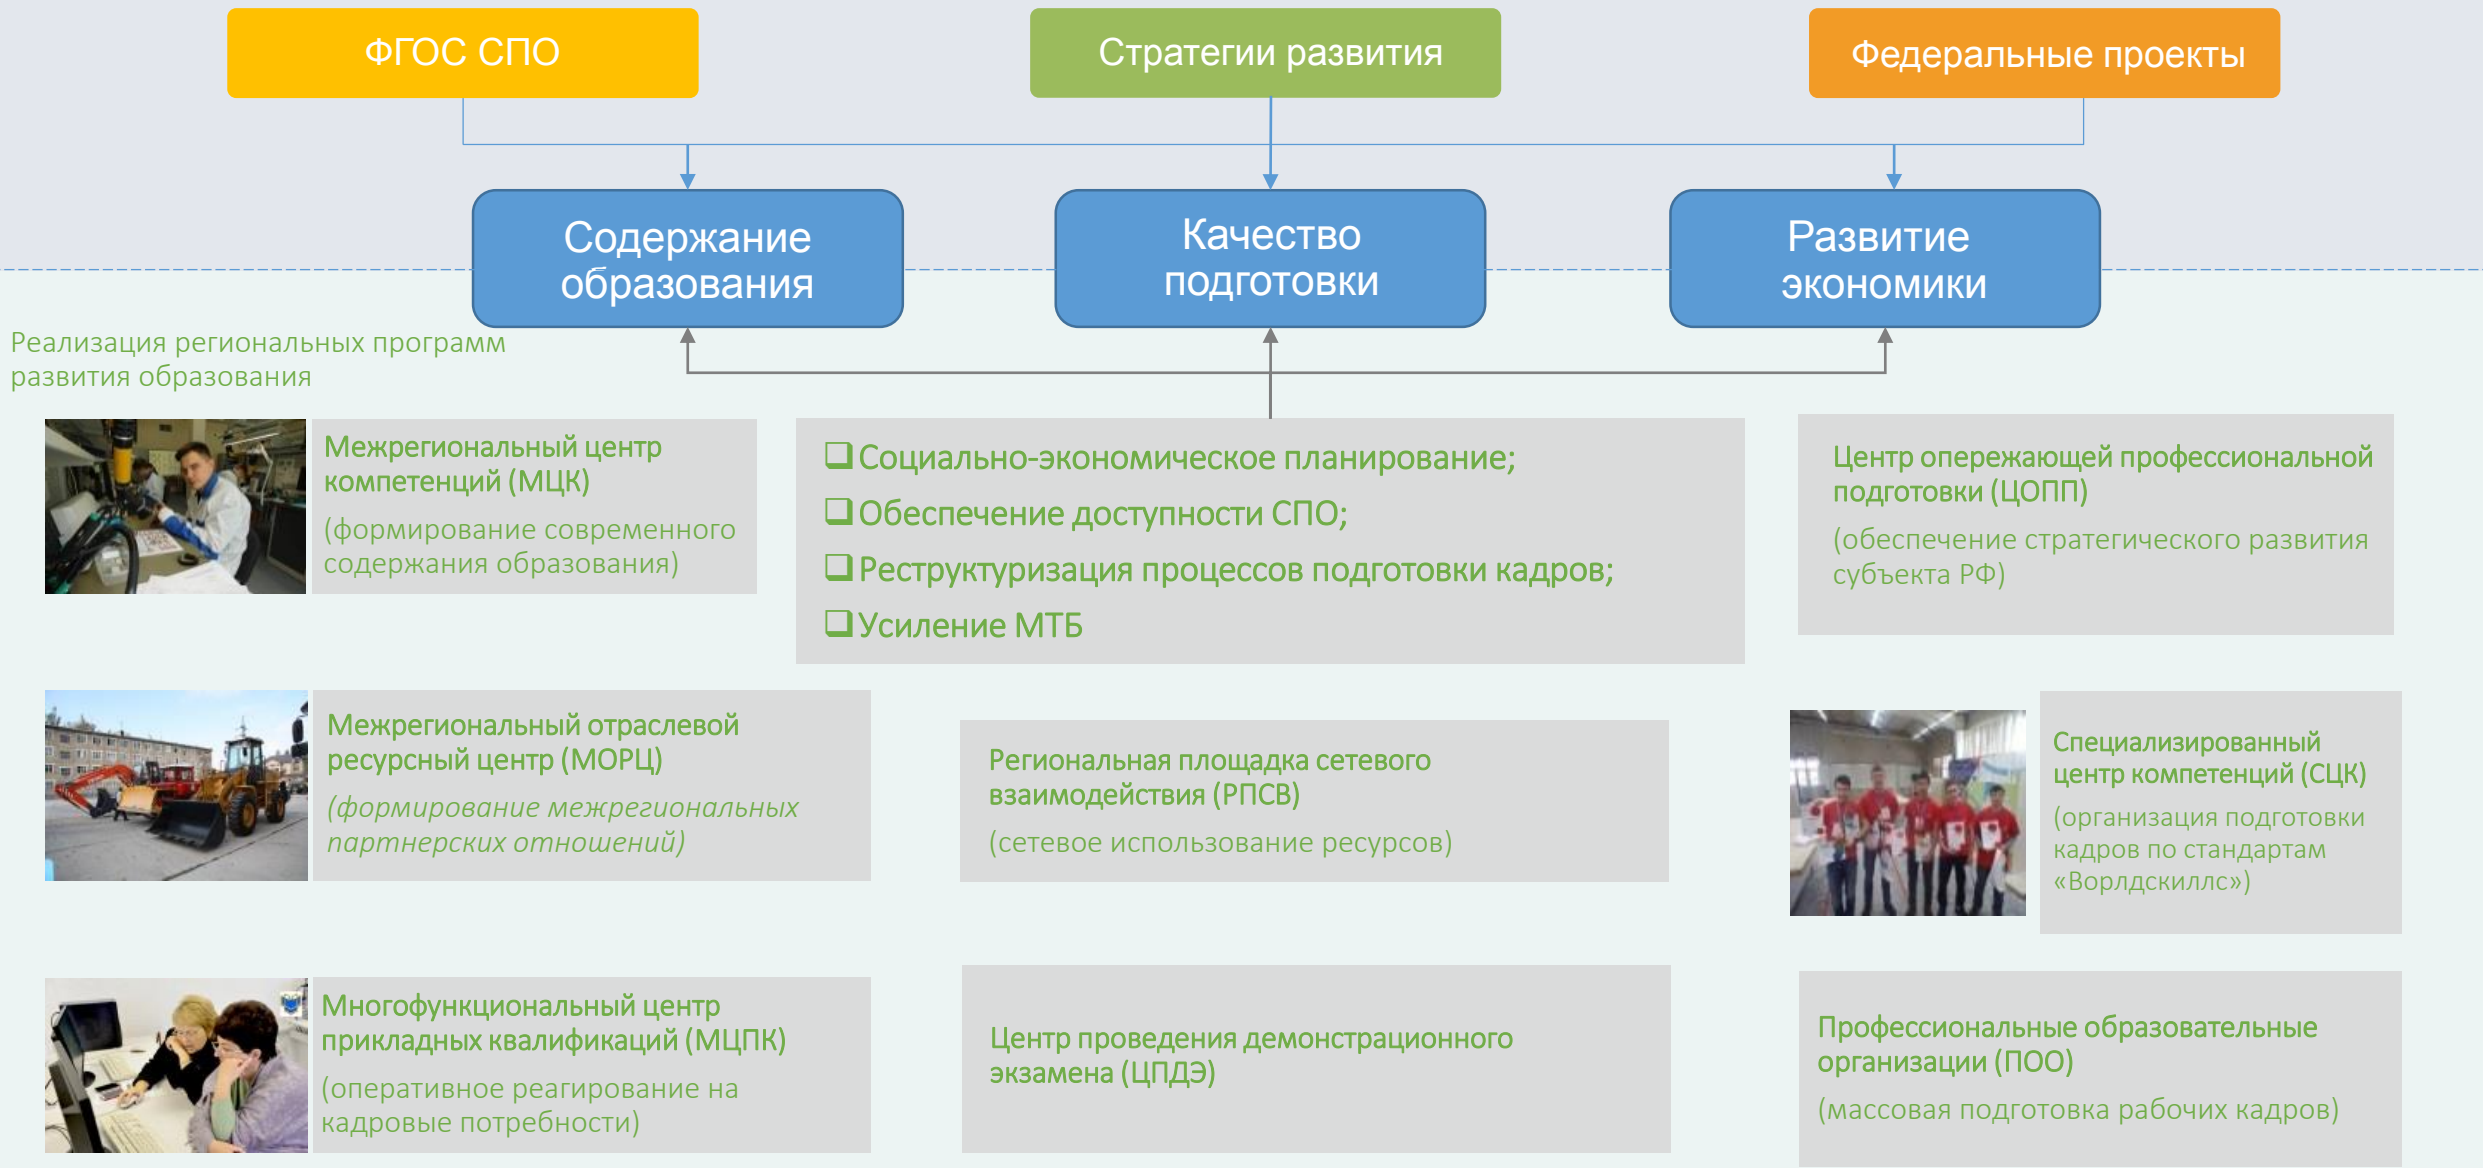 ФГОС СПО
Стратегии развития
Федеральные проекты
Содержание
образования
Качество
подготовки
Развитие
экономики
Реализация региональных программ
развития образования
Межрегиональный центр
компетенций (МЦК)
(формирование современного
содержания образования)
Социально-экономическое планирование;
Обеспечение доступности СПО;
Реструктуризация процессов подготовки кадров;
Усиление МТБ
Центр опережающей профессиональной
подготовки (ЦОПП)
(обеспечение стратегического развития
субъекта РФ)
Межрегиональный отраслевой
ресурсный центр (МОРЦ)
(формирование межрегиональных
партнерских отношений)
Региональная площадка сетевого
взаимодействия (РПСВ)
(сетевое использование ресурсов)
Специализированный
центр компетенций (СЦК)
(организация подготовки
кадров по стандартам
«Ворлдскиллс»)
Многофункциональный центр
прикладных квалификаций (МЦПК)
(оперативное реагирование на
кадровые потребности)
Центр проведения демонстрационного
экзамена (ЦПДЭ)
Профессиональные образовательные
организации (ПОО)
(массовая подготовка рабочих кадров)